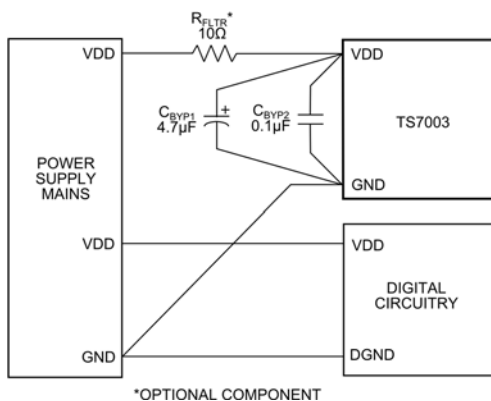 RFLTR*
10Ω
VDD
VDD
CBYP1
4.7µF
+
CBYP2
0.1µF
TS7003
POWER
SUPPLY
MAINS
GND
VDD
VDD
DIGITAL
CIRCUITRY
GND
DGND
*OPTIONAL COMPONENT